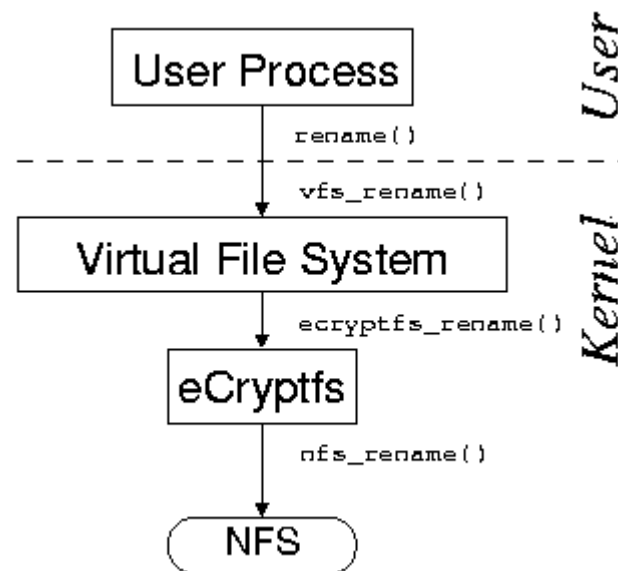 User Process
User
rename()
vfs_rename()
Virtual File System
Kernel
ecryptfs_rename()
eCryptfs
nfs_rename()
NFS